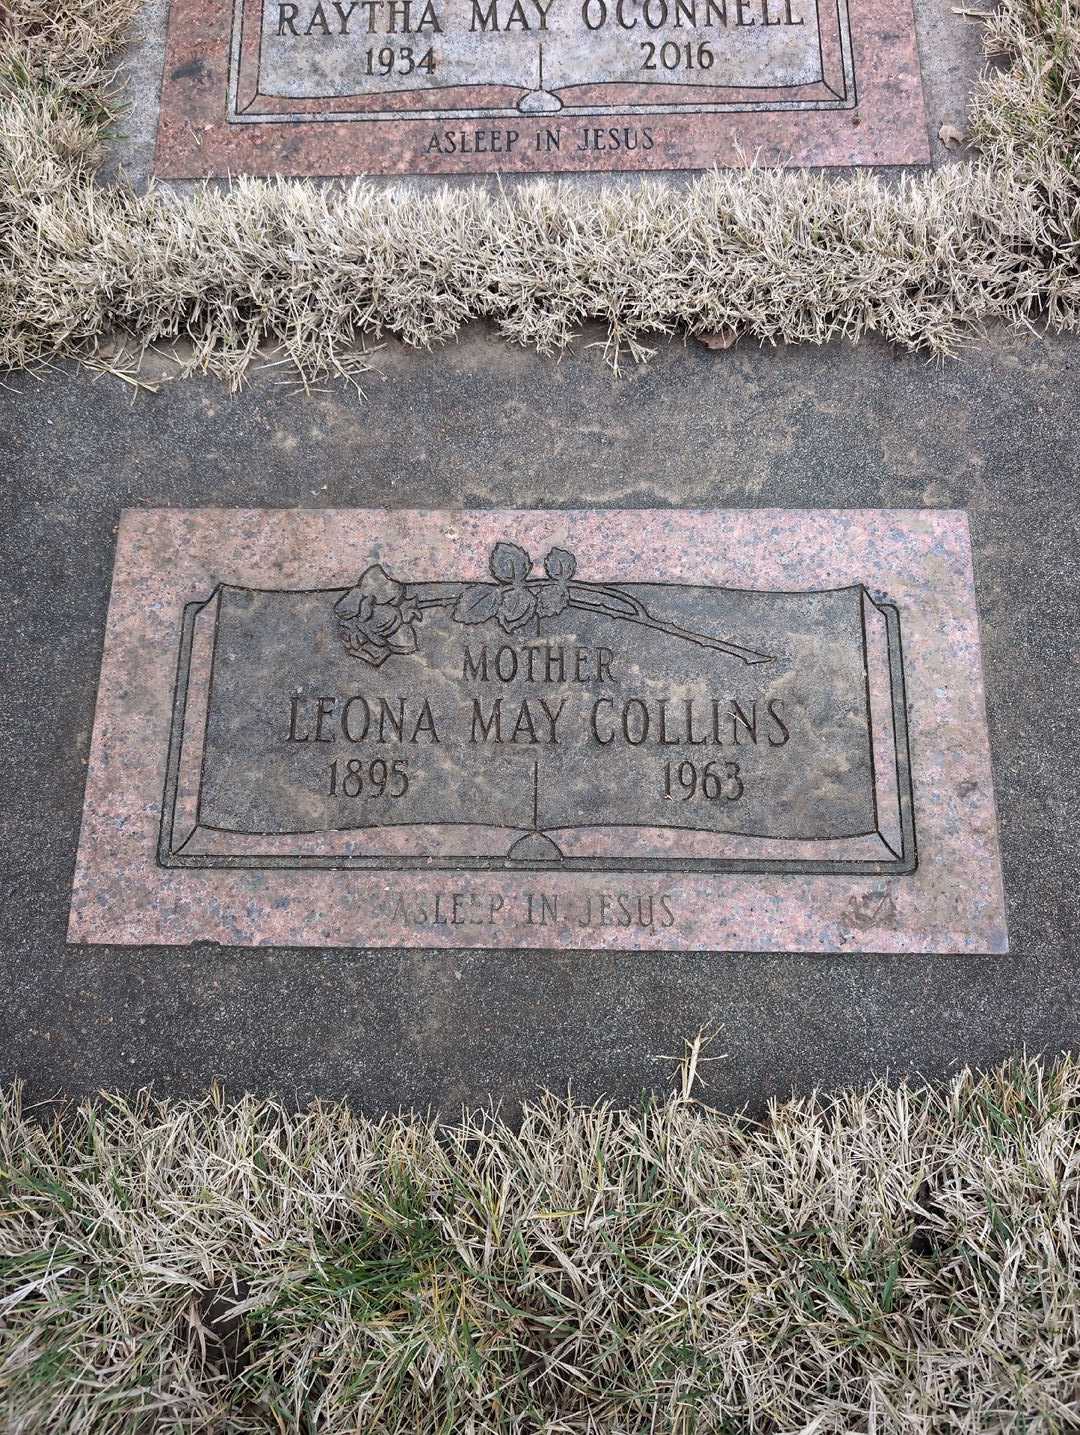 RAYTHA MAY O'CONNELL
1934 2016
ASLEEP IN JESUS
MOTHER
LEONA MAY COLLINS
1895 1963
ASLEEP IN JESUS